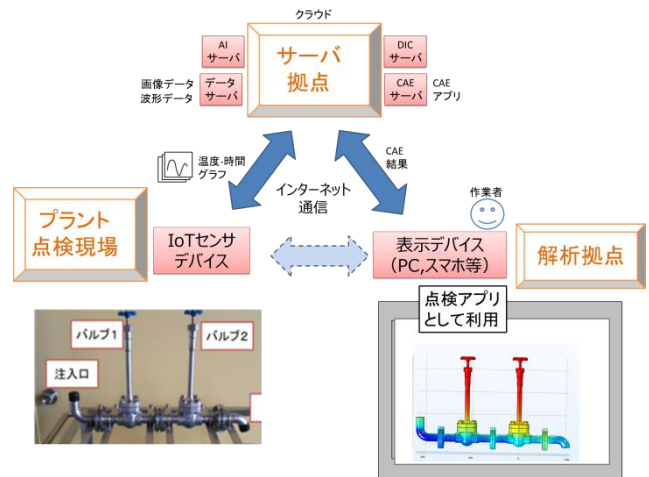 クラウド
AI
サーバ
サーバ
拠点
DIC
サーバ
画像データ
波形データ
データ
サーバ
CAE
サーバ
CAE
アプリ
温度-時間
グラフ
CAE
結果
インターネット
通信
作業者
プラント
点検現場
IoTセンサ
デバイス
表示デバイス
(PC,スマホ等)
解析拠点
点検アプリ
として利用
バルブ1
バルブ2
注入口